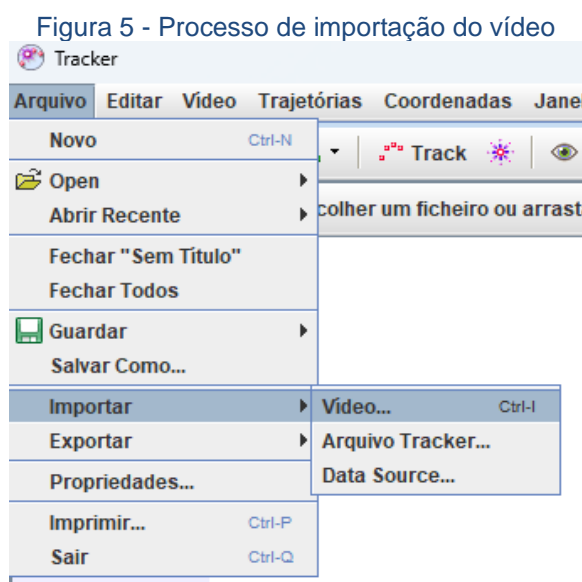 Figura 5 - Processo de importação do vídeo
Tracker
Arquivo Editar Vídeo Trajetórias Coordenadas
Novo Ctrl-N
Track
Open
colher um ficheiro ou arrast
Abrir Recente
Fechar "Sem Título"
Fechar Todos
Guardar
Salvar Como...
Importar
Vídeo... Ctrl-I
Exportar
Arquivo Tracker...
Data Source...
Propriedades...
Imprimir... Ctrl-P
Sair Ctrl-Q